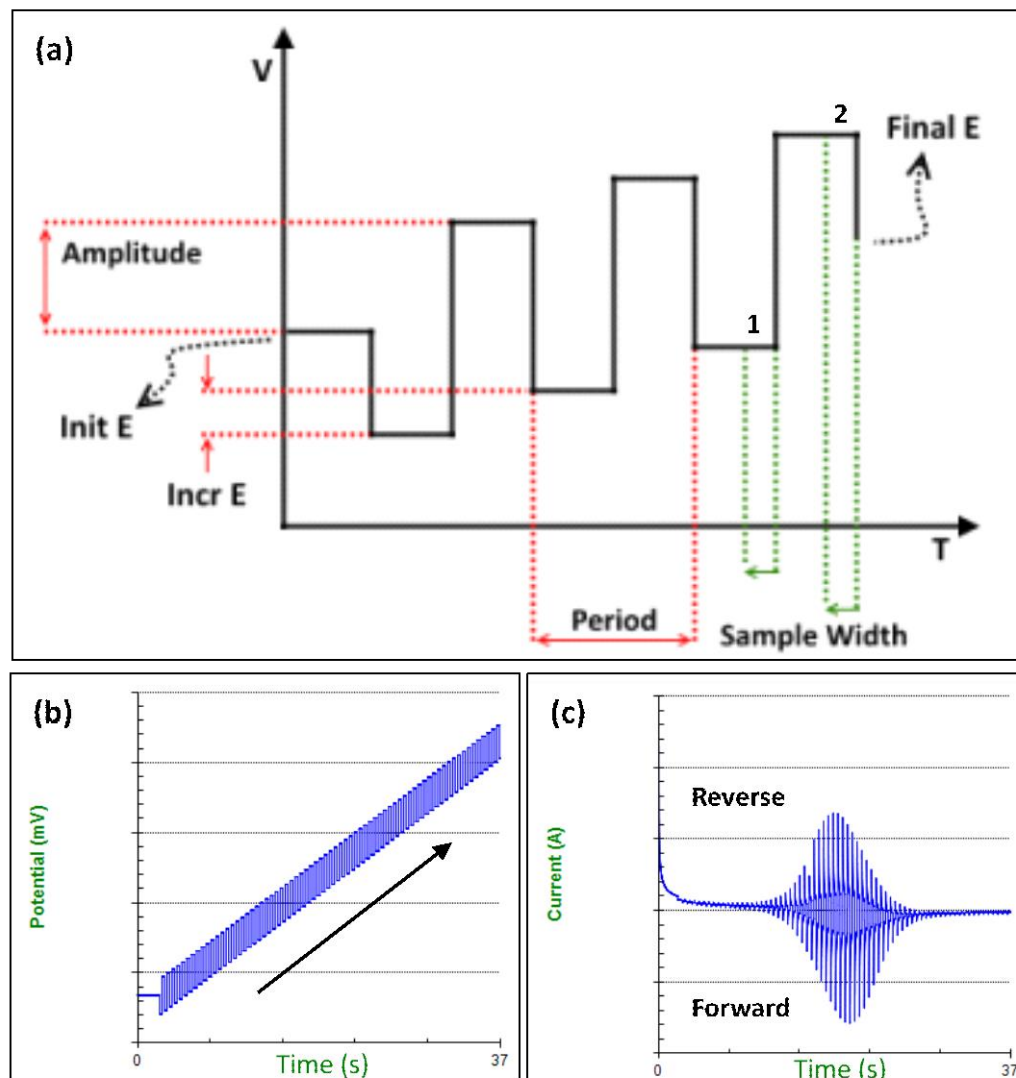 (a)
V
2
Final E
Amplitude
1
Init E
Incr E
T
Period
Sample Width
(b)
Potential (mV)
0
Time (s)
37
(c)
Reverse
Current (A)
Forward
0
Time (s)
37